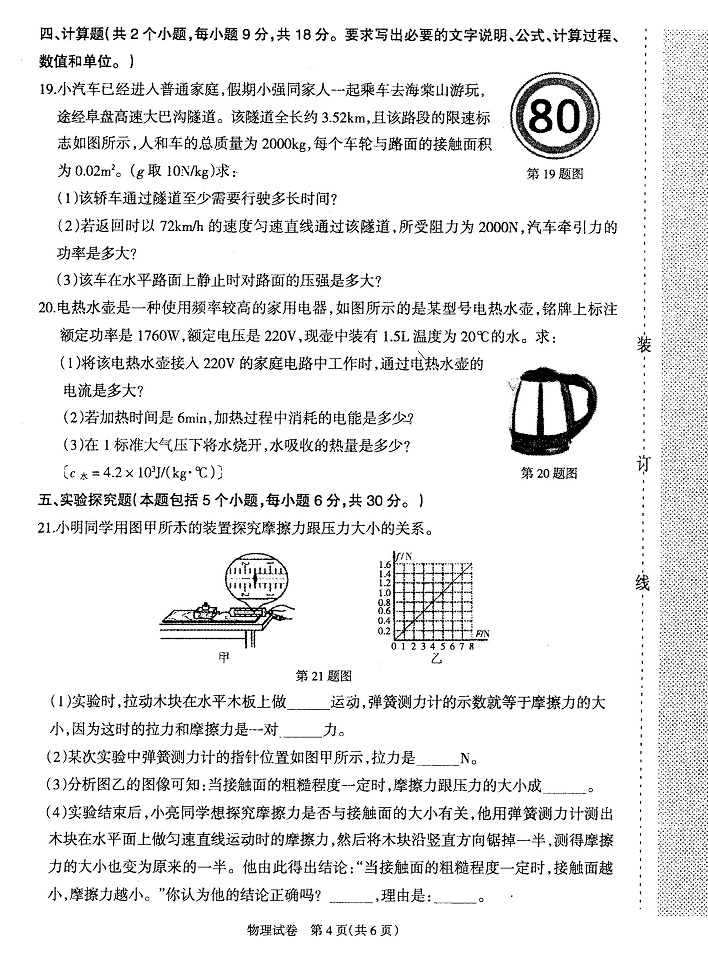 四、计算题(共 2 个小题,每小题 9 分,共 18 分。要求写出必要的文字说明、公式、计算过程、
数值和单位。)
19.小汽车已经进入普通家庭,假期小强同家人一起乘车去海棠山游玩,
途经阜盘高速大巴沟隧道。该隧道全长约 3.52km,且该路段的限速标
志如图所示,人和车的总质量为 2000kg,每个车轮与路面的接触面积
为 0.02m²。(g 取 10N/kg)求:
80
第 19 题图
(1)该轿车通过隧道至少需要行驶多长时间?
(2)若返回时以 72km/h 的速度匀速直线通过该隧道,所受阻力为 2000N,汽车牵引力的
功率是多大?
(3)该车在水平路面上静止时对路面的压强是多大?
20.电热水壶是一种使用频率较高的家用电器,如图所示的是某型号电热水壶,铭牌上标注
额定功率是 1760W,额定电压是 220V,现壶中装有 1.5L 温度为 20℃的水。求:
(1)将该电热水壶接入 220V 的家庭电路中工作时,通过电热水壶的
电流是多大?
(2)若加热时间是 6min,加热过程中消耗的电能是多少?
(3)在 1 标准大气压下将水烧开,水吸收的热量是多少?
〔c水 = 4.2 × 10³J/(kg·℃)〕
第 20 题图
五、实验探究题(本题包括 5 个小题,每小题 6 分,共 30 分。)
21.小明同学用图甲所示的装置探究摩擦力跟压力大小的关系。
f/N
1.6
1.4
1.2
1.0
0.8
0.6
0.4
0.2
0 1 2 3 4 5 6 7 8
F/N
甲
乙
第 21 题图
(1)实验时,拉动木块在水平木板上做______运动,弹簧测力计的示数就等于摩擦力的大
小,因为这时的拉力和摩擦力是一对______力。
(2)某次实验中弹簧测力计的指针位置如图甲所示,拉力是______N。
(3)分析图乙的图像可知:当接触面的粗糙程度一定时,摩擦力跟压力的大小成______。
(4)实验结束后,小亮同学想探究摩擦力是否与接触面的大小有关,他用弹簧测力计测出
木块在水平面上做匀速直线运动时的摩擦力,然后将木块沿竖直方向锯掉一半,测得摩擦
力的大小也变为原来的一半。他由此得出结论:“当接触面的粗糙程度一定时,接触面越
小,摩擦力越小。”你认为他的结论正确吗? ______,理由是:______。
物理试卷 第 4 页(共 6 页)
装
订
线